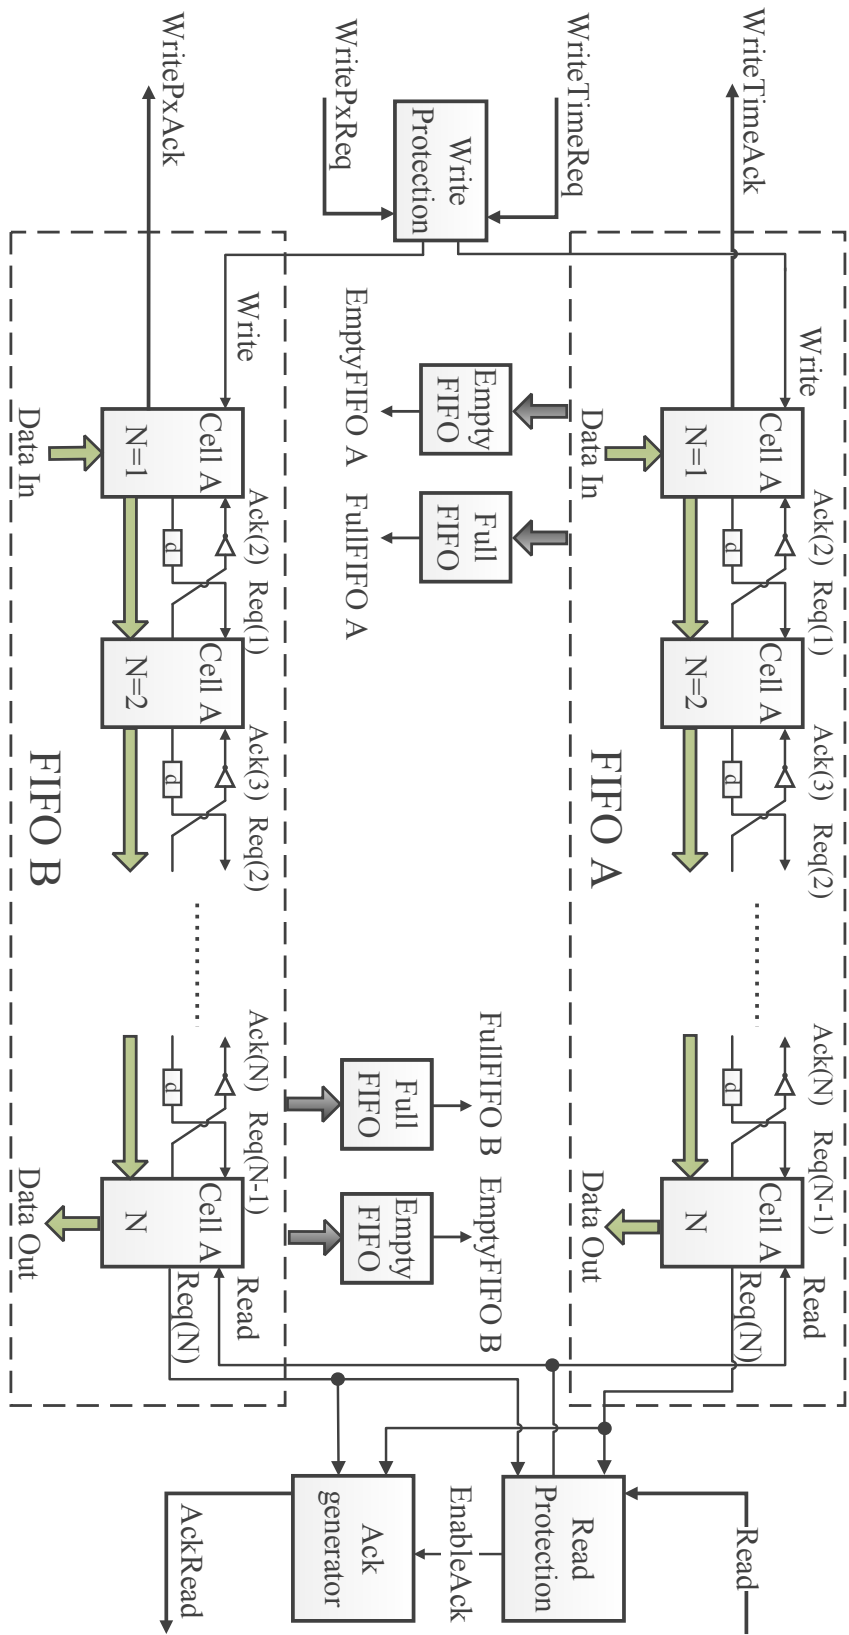 WriteTimeAck
WriteTimeReq
Write
Protection
WritePxReq
WritePxAck
Write
Cell A
N=1
Data In
Ack(2)
Req(1)
d
Cell A
N=2
Ack(3)
Req(2)
d
FIFO A
Ack(N)
Req(N-1)
d
Cell A
N
Data Out
Read
Req(N)
Empty
FIFO
EmptyFIFO A
Full
FIFO
FullFIFO A
FullFIFO B
Full
FIFO
EmptyFIFO B
Empty
FIFO
Write
Cell A
N=1
Data In
Ack(2)
Req(1)
d
Cell A
N=2
Ack(3)
Req(2)
d
FIFO B
Ack(N)
Req(N-1)
d
Cell A
N
Data Out
Read
Req(N)
Read
Read
Protection
EnableAck
Ack
generator
AckRead